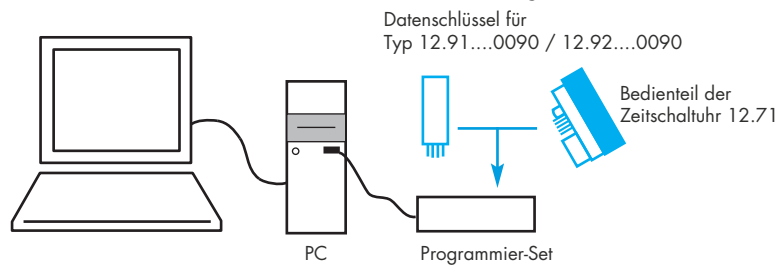 Datenschlüssel für
Typ 12.91....0090 / 12.92....0090
Bedienteil der
Zeitschaltuhr 12.71
PC
Programmier-Set